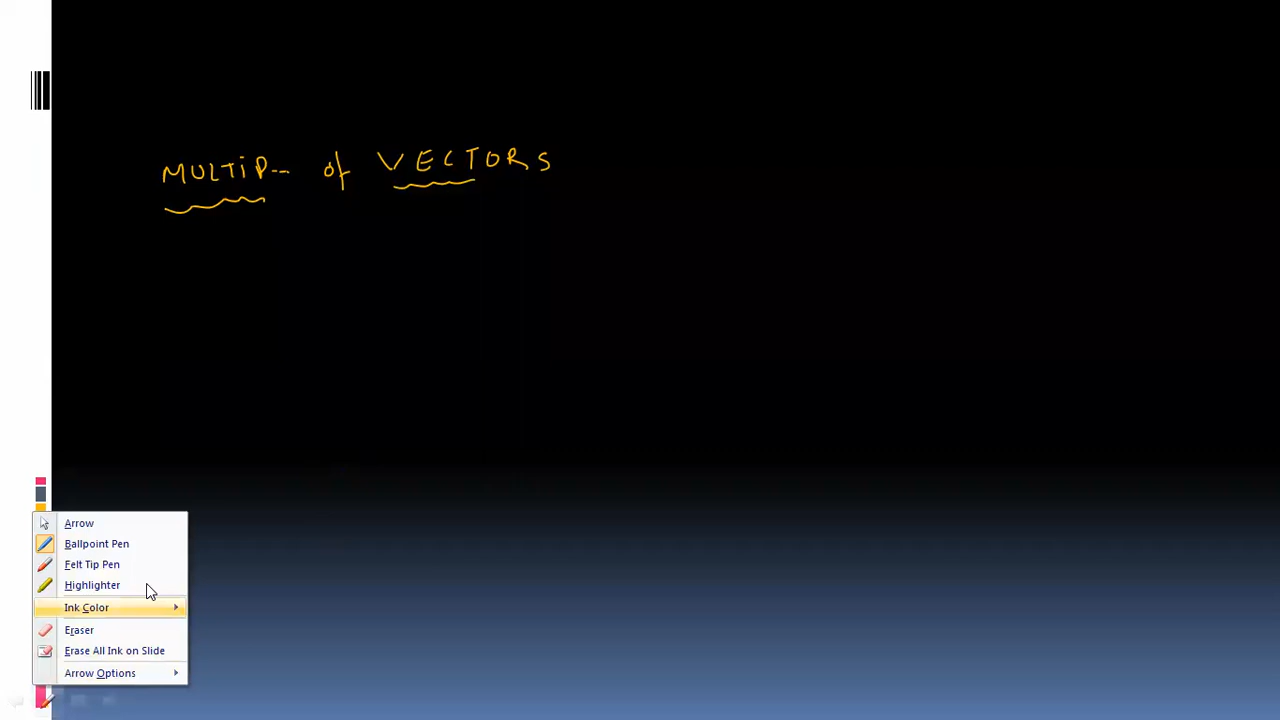 MULTIP-- of VECTORS
Arrow
Ballpoint Pen
Felt Tip Pen
Highlighter
Ink Color
Eraser
Erase All Ink on Slide
Arrow Options